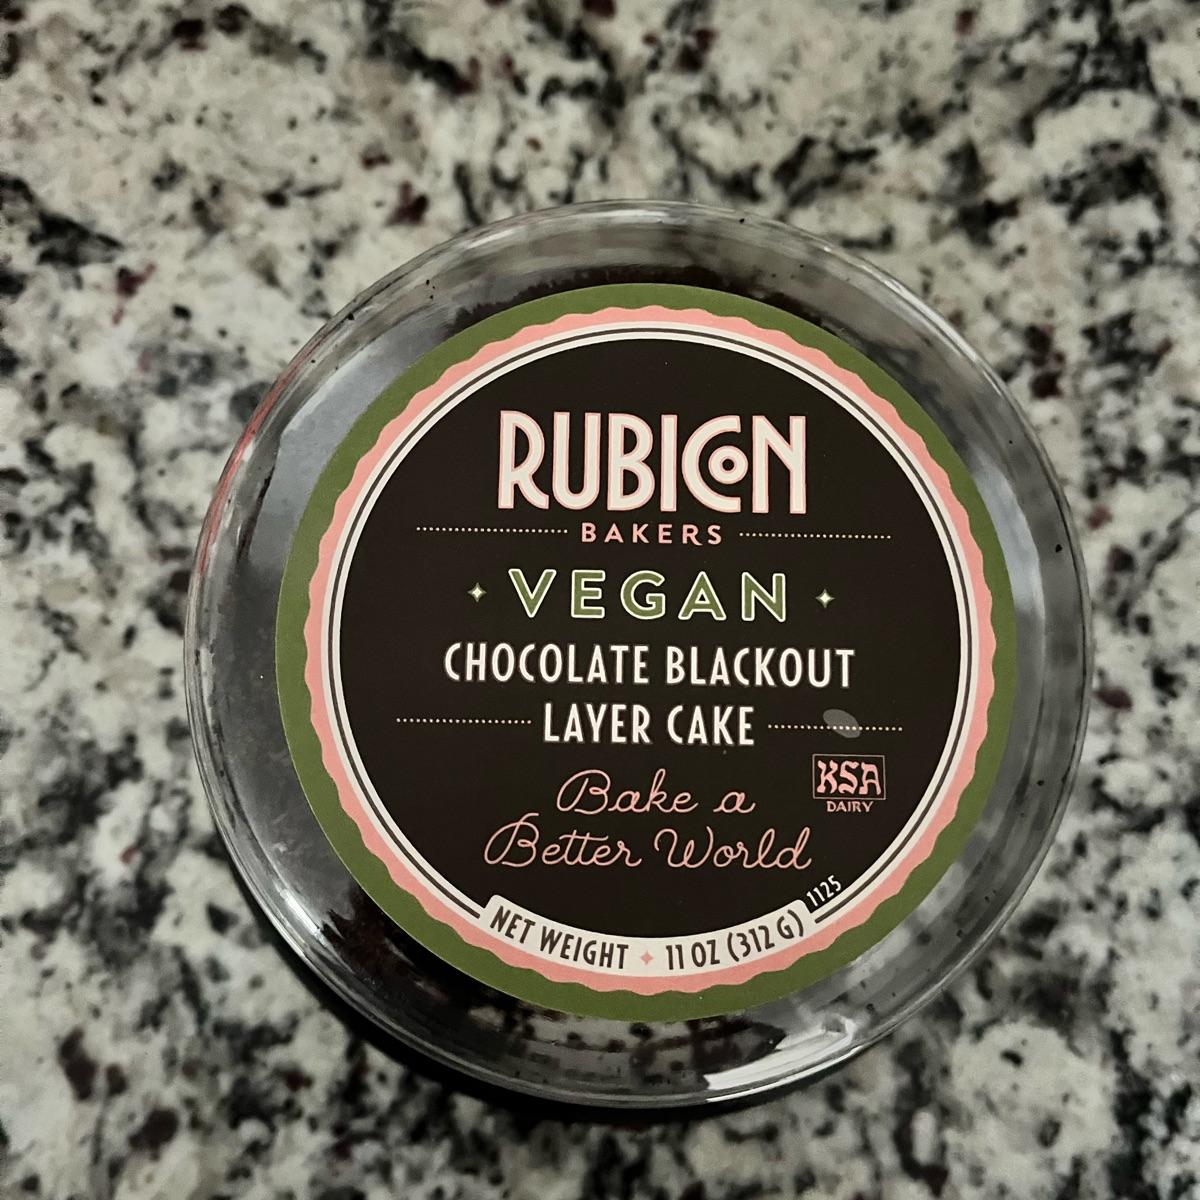 RUBICON
BAKERS
VEGAN
CHOCOLATE BLACKOUT
LAYER CAKE
KSA
DAIRY
Bake a
Better World
1125
NET WEIGHT 11 OZ (312 G)